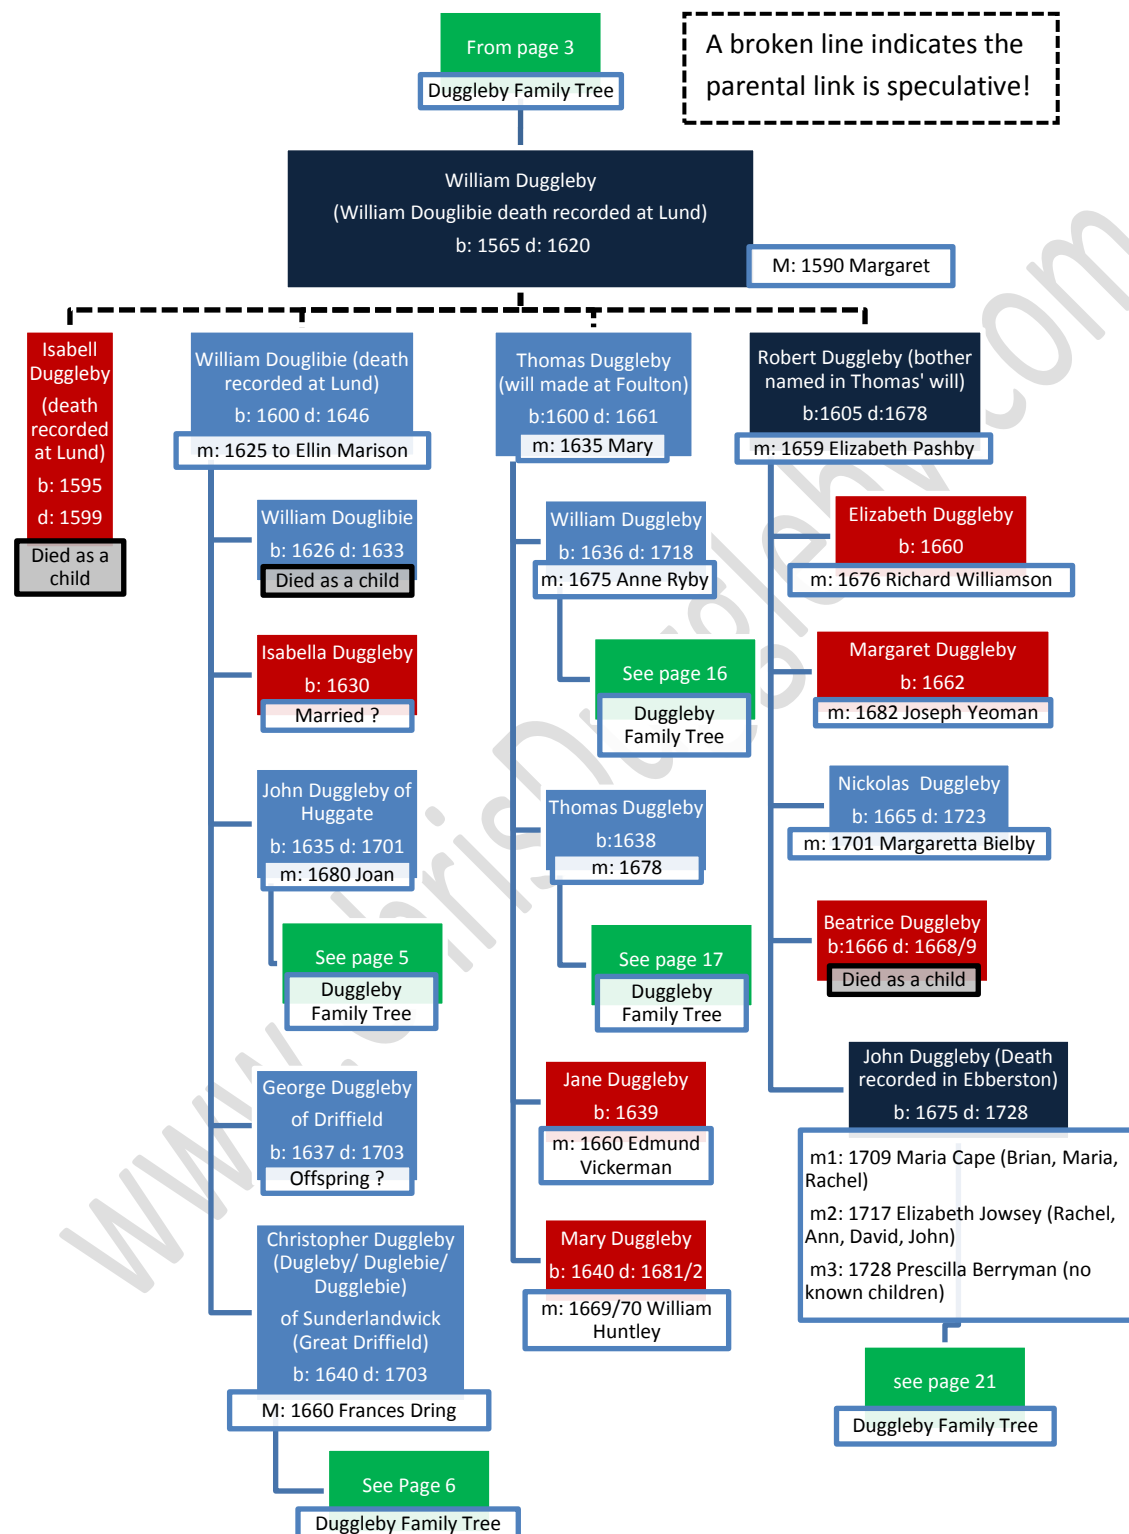 From page 3
Duggleby Family Tree
A broken line indicates the
parental link is speculative!
William Duggleby
(William Douglibie death recorded at Lund)
b: 1565 d: 1620
M: 1590 Margaret
Isabell
Duggleby
(death
recorded
at Lund)
b: 1595
d: 1599
Died as a
child
William Douglibie (death
recorded at Lund)
b: 1600 d: 1646
m: 1625 to Ellin Marison
William Douglibie
b: 1626 d: 1633
Died as a child
Isabella Duggleby
b: 1630
Married ?
John Duggleby of
Huggate
b: 1635 d: 1701
m: 1680 Joan
See page 5
Duggleby
Family Tree
George Duggleby
of Driffield
b: 1637 d: 1703
Offspring ?
Christopher Duggleby
(Dugleby/ Duglebie/
Dugglebie)
of Sunderlandwick
(Great Driffield)
b: 1640 d: 1703
M: 1660 Frances Dring
See Page 6
Duggleby Family Tree
Thomas Duggleby
(will made at Foulton)
b:1600 d: 1661
m: 1635 Mary
William Duggleby
b: 1636 d: 1718
m: 1675 Anne Ryby
See page 16
Duggleby
Family Tree
Thomas Duggleby
b:1638
m: 1678
See page 17
Duggleby
Family Tree
Jane Duggleby
b: 1639
m: 1660 Edmund
Vickerman
Mary Duggleby
b: 1640 d: 1681/2
m: 1669/70 William
Huntley
Robert Duggleby (bother
named in Thomas' will)
b:1605 d:1678
m: 1659 Elizabeth Pashby
Elizabeth Duggleby
b: 1660
m: 1676 Richard Williamson
Margaret Duggleby
b: 1662
m: 1682 Joseph Yeoman
Nickolas  Duggleby
b: 1665 d: 1723
m: 1701 Margaretta Bielby
Beatrice Duggleby
b:1666 d: 1668/9
Died as a child
John Duggleby (Death
recorded in Ebberston)
b: 1675 d: 1728
m1: 1709 Maria Cape (Brian, Maria,
Rachel)
m2: 1717 Elizabeth Jowsey (Rachel,
Ann, David, John)
m3: 1728 Prescilla Berryman (no
known children)
see page 21
Duggleby Family Tree
www.ChrisDuggleby.com